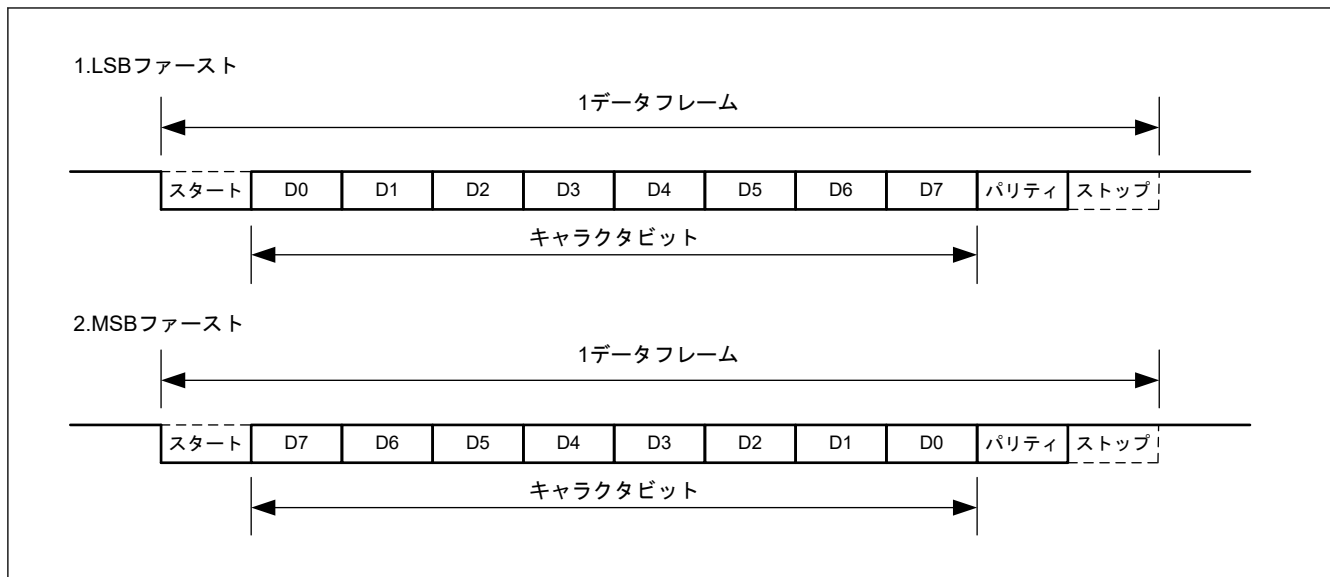 1.LSBファースト
1データフレーム
スタート D0 D1 D2 D3 D4 D5 D6 D7 パリティ ストップ
キャラクタビット
2.MSBファースト
1データフレーム
スタート D7 D6 D5 D4 D3 D2 D1 D0 パリティ ストップ
キャラクタビット